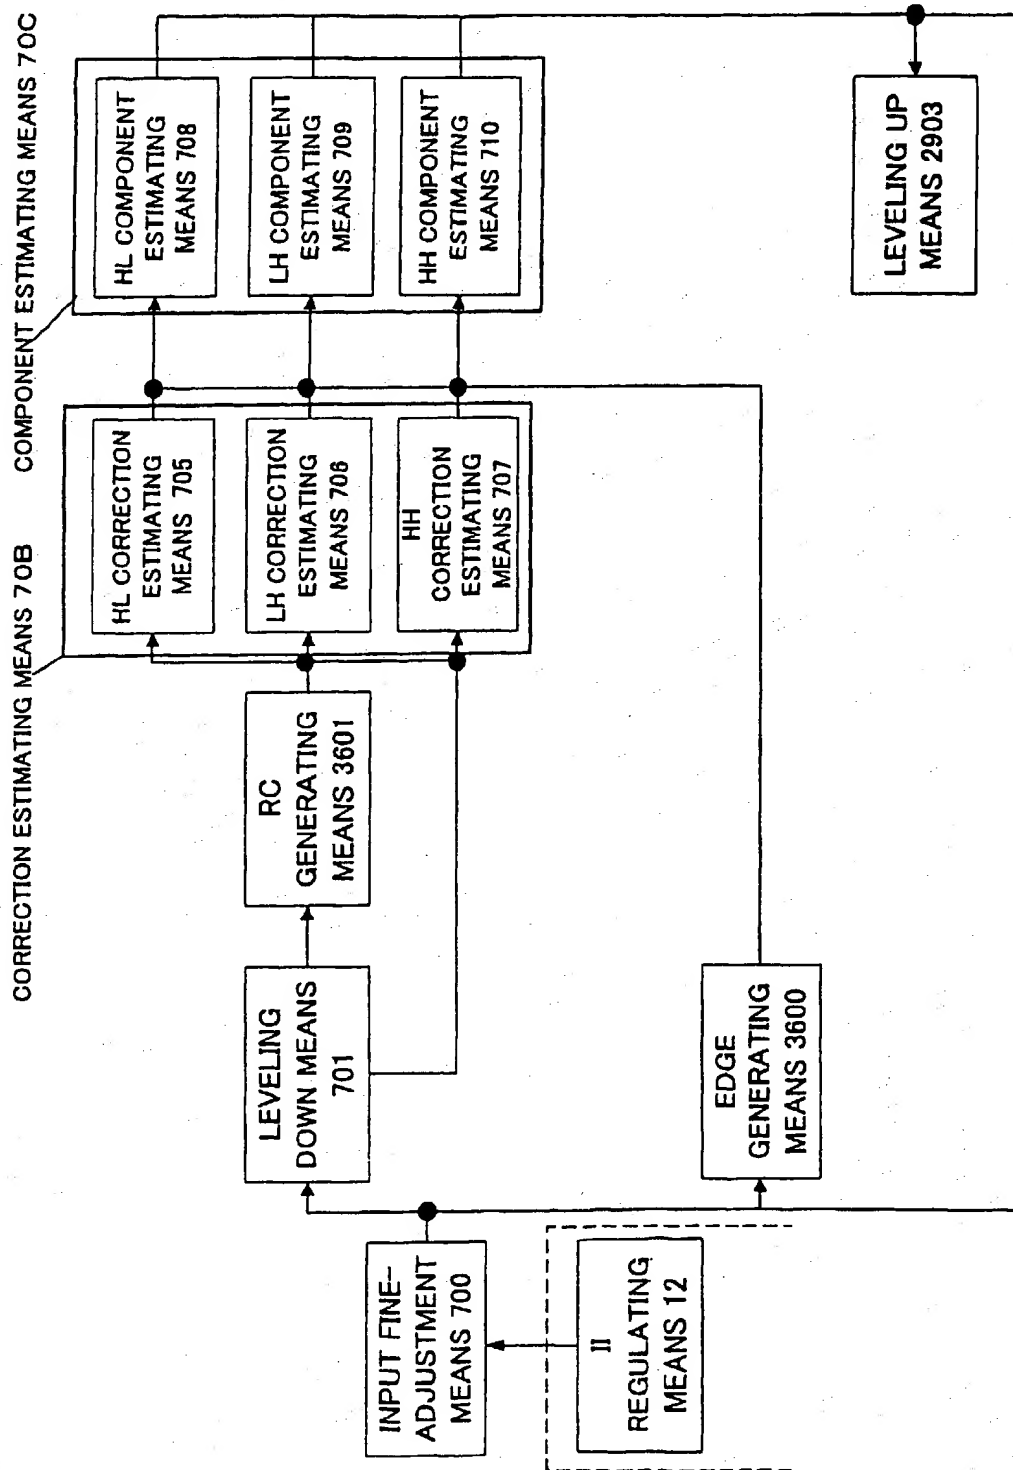 CORRECTION ESTIMATING MEANS 70B
COMPONENT ESTIMATING MEANS 70C
HL CORRECTION
ESTIMATING
MEANS 705
HL COMPONENT
ESTIMATING
MEANS 708
LEVELING
DOWN MEANS
701
RC
GENERATING
MEANS 3601
LH CORRECTION
ESTIMATING
MEANS 706
LH COMPONENT
ESTIMATING
MEANS 709
INPUT FINE-
ADJUSTMENT
MEANS 700
HH
CORRECTION
ESTIMATING
MEANS 707
HH COMPONENT
ESTIMATING
MEANS 710
II
REGULATING
MEANS 12
EDGE
GENERATING
MEANS 3600
LEVELING UP
MEANS 2903